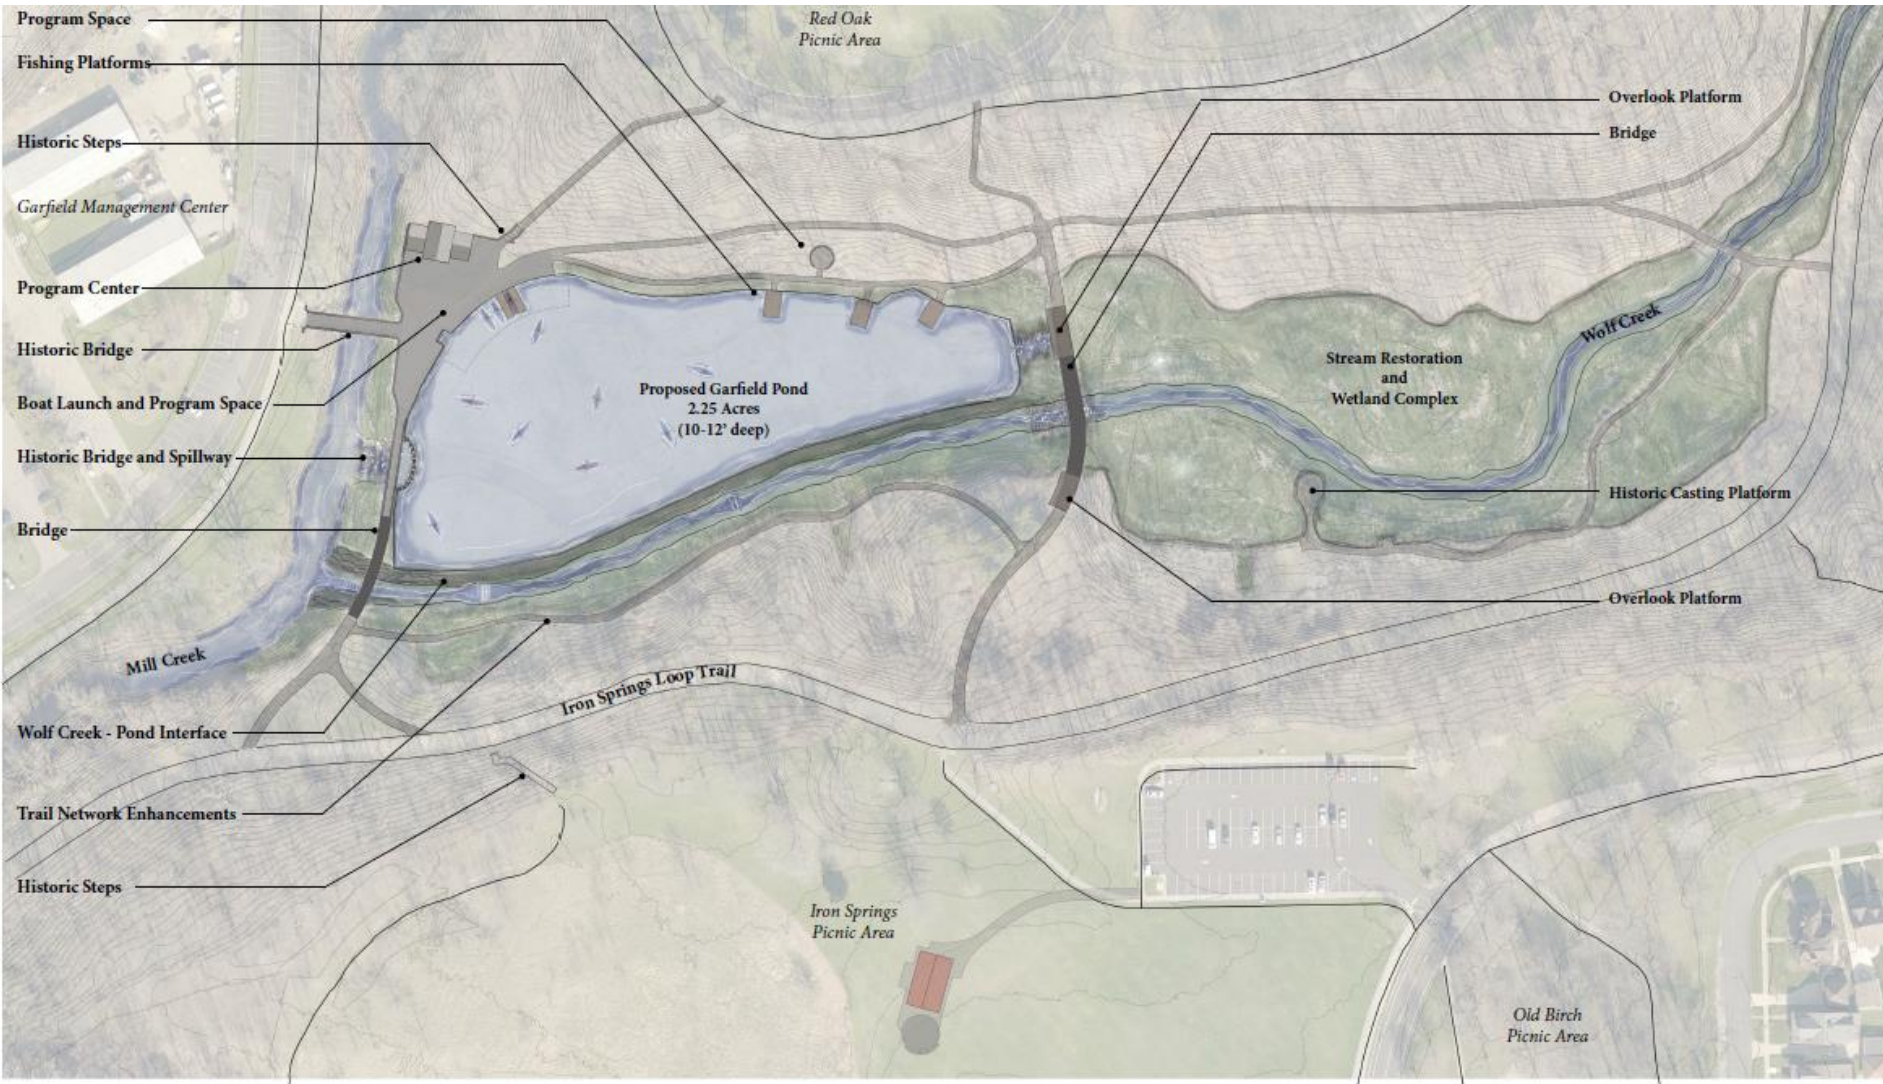 Program Space
Fishing Platforms
Historic Steps
Garfield Management Center
Program Center
Historic Bridge
Boat Launch and Program Space
Historic Bridge and Spillway
Bridge
Mill Creek
Wolf Creek - Pond Interface
Trail Network Enhancements
Historic Steps
Red Oak
Picnic Area
Proposed Garfield Pond
2.25 Acres
(10-12' deep)
Iron Springs Loop Trail
Iron Springs
Picnic Area
Overlook Platform
Bridge
Wolf Creek
Stream Restoration
and
Wetland Complex
Historic Casting Platform
Overlook Platform
Old Birch
Picnic Area